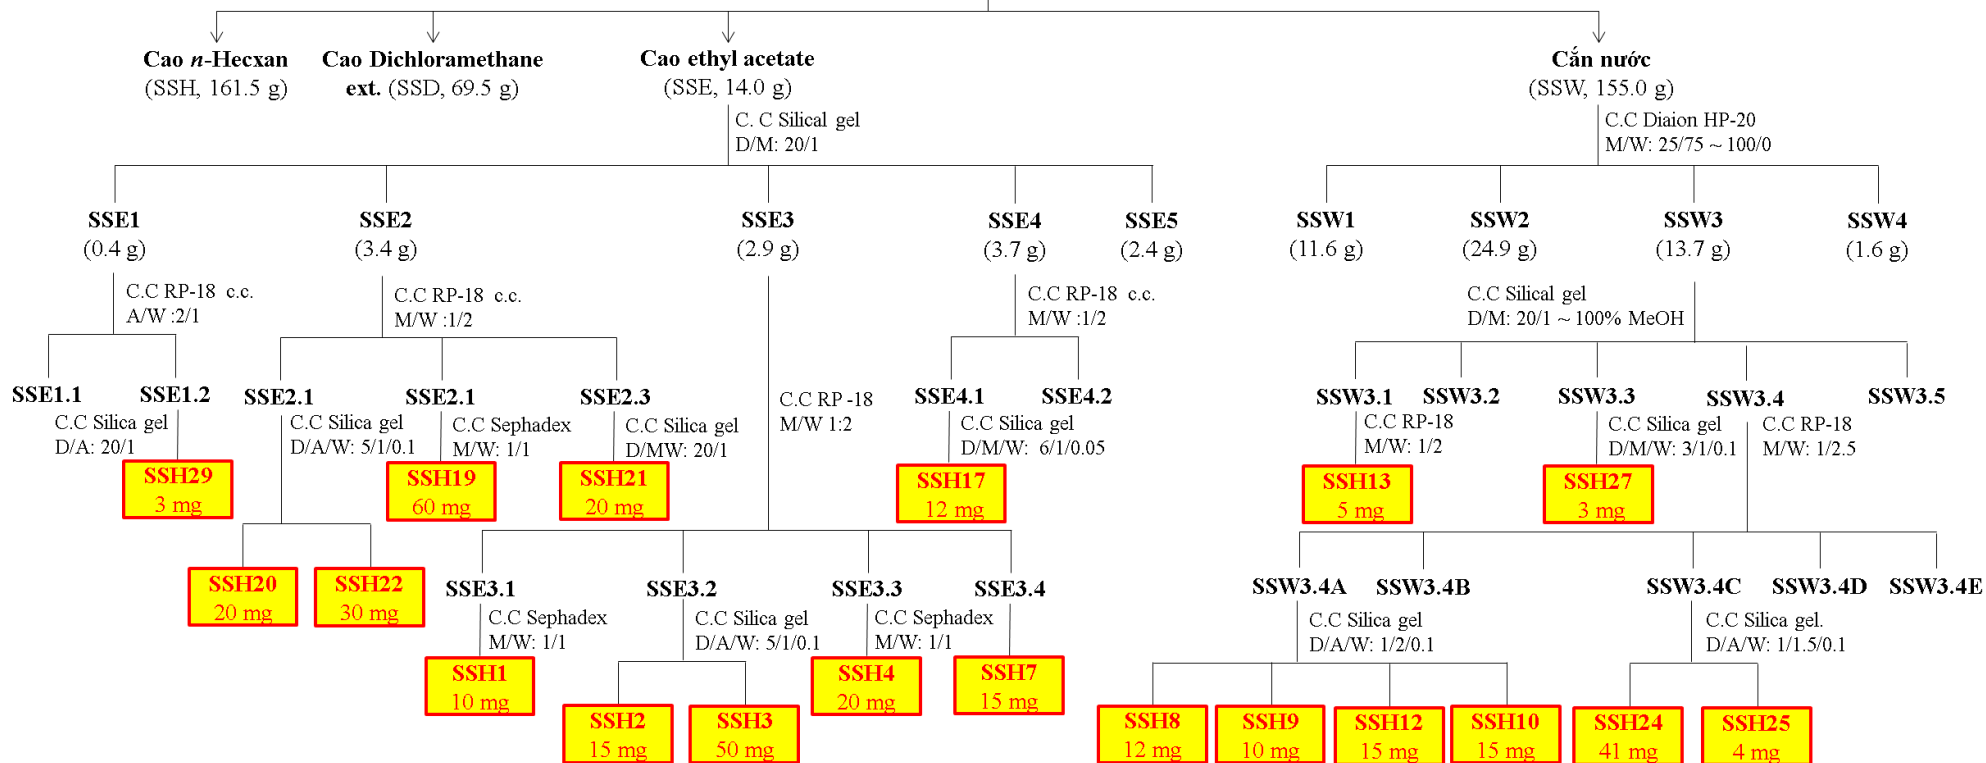 Cao n-Hecxan
(SSH, 161.5 g)
Cao Dichloramethane
ext. (SSD, 69.5 g)
Cao ethyl acetate
(SSE, 14.0 g)
Cắn nước
(SSW, 155.0 g)
C. C Silical gel
D/M: 20/1
C.C Diaion HP-20
M/W: 25/75 ~ 100/0
SSE1
(0.4 g)
SSE2
(3.4 g)
SSE3
(2.9 g)
SSE4
(3.7 g)
SSE5
(2.4 g)
SSW1
(11.6 g)
SSW2
(24.9 g)
SSW3
(13.7 g)
SSW4
(1.6 g)
C.C RP-18 c.c.
A/W :2/1
C.C RP-18 c.c.
M/W :1/2
C.C RP-18 c.c.
M/W :1/2
C.C Silical gel
D/M: 20/1 ~ 100% MeOH
SSE1.1
SSE1.2
SSE2.1
SSE2.1
SSE2.3
C.C RP -18
M/W 1:2
SSE4.1
SSE4.2
SSW3.1
SSW3.2
SSW3.3
SSW3.4
SSW3.5
C.C Silica gel
D/A: 20/1
C.C Silica gel
D/A/W: 5/1/0.1
C.C Sephadex
M/W: 1/1
C.C Silica gel
D/MW: 20/1
C.C Silica gel
D/M/W: 6/1/0.05
C.C RP-18
M/W: 1/2
C.C Silica gel
D/M/W: 3/1/0.1
C.C RP-18
M/W: 1/2.5
SSH29
3 mg
SSH19
60 mg
SSH21
20 mg
SSH17
12 mg
SSH13
5 mg
SSH27
3 mg
SSH20
20 mg
SSH22
30 mg
SSE3.1
SSE3.2
SSE3.3
SSE3.4
SSW3.4A
SSW3.4B
SSW3.4C
SSW3.4D
SSW3.4E
C.C Sephadex
M/W: 1/1
C.C Silica gel
D/A/W: 5/1/0.1
C.C Sephadex
M/W: 1/1
C.C Silica gel
D/A/W: 1/2/0.1
C.C Silica gel.
D/A/W: 1/1.5/0.1
SSH1
10 mg
SSH2
15 mg
SSH3
50 mg
SSH4
20 mg
SSH7
15 mg
SSH8
12 mg
SSH9
10 mg
SSH12
15 mg
SSH10
15 mg
SSH24
41 mg
SSH25
4 mg